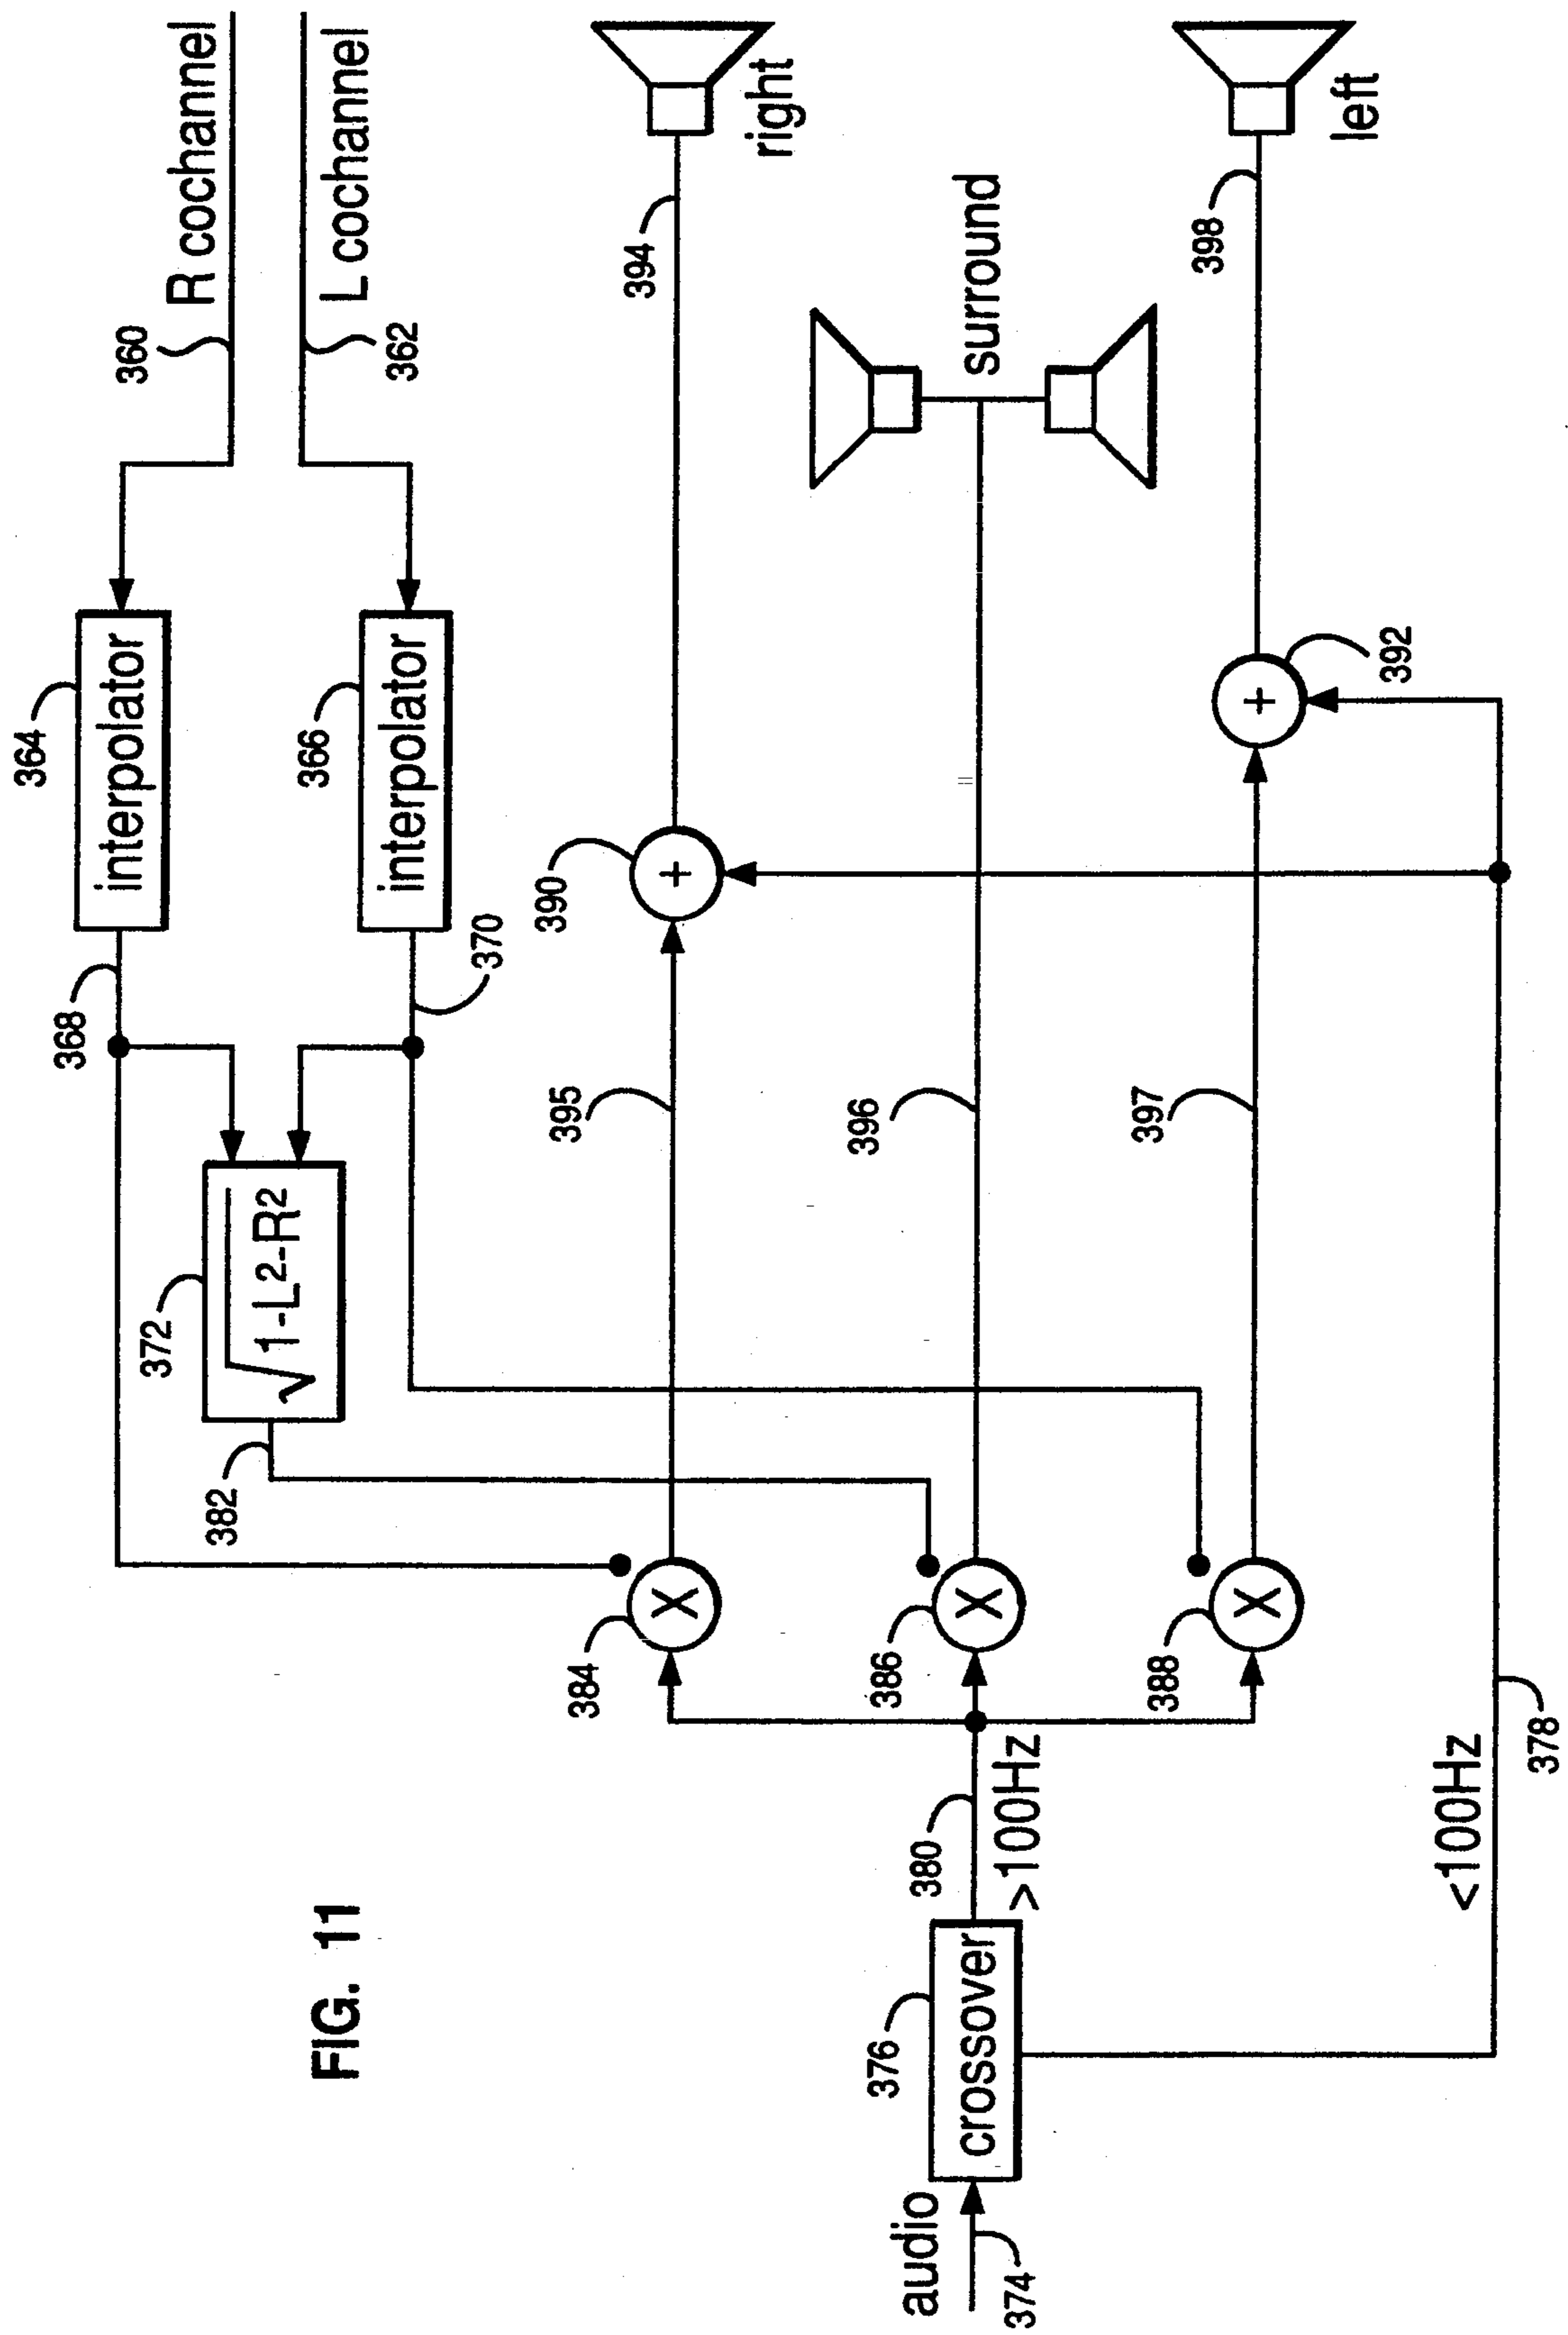 FIG. 11
R cochannel
360
L cochannel
362
364
interpolator
366
interpolator
368
370
372
√1-L2-R2
382
audio
374
376
crossover
380
>100Hz
<100Hz
378
384
386
388
395
396
397
390
392
394
right
surround
398
left
X
X
X
+
+